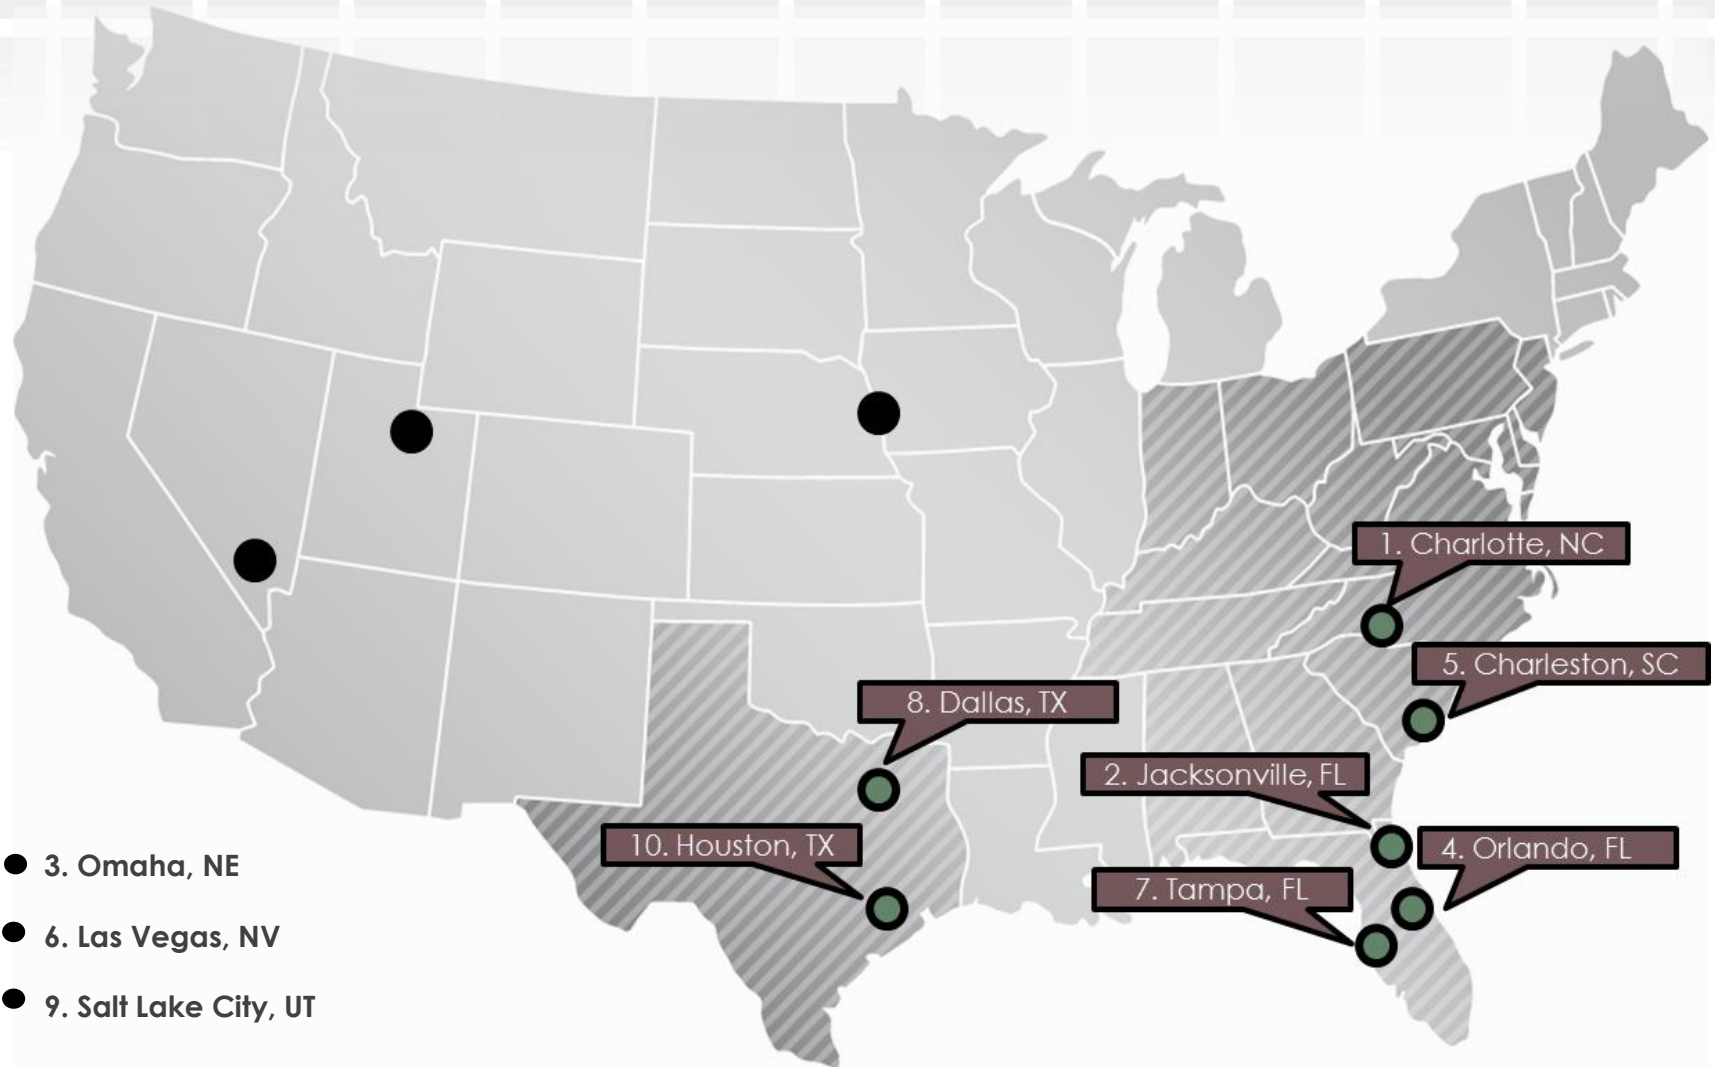 1. Charlotte, NC
5. Charleston, SC
8. Dallas, TX
2. Jacksonville, FL
10. Houston, TX
4. Orlando, FL
7. Tampa, FL
3. Omaha, NE
6. Las Vegas, NV
9. Salt Lake City, UT